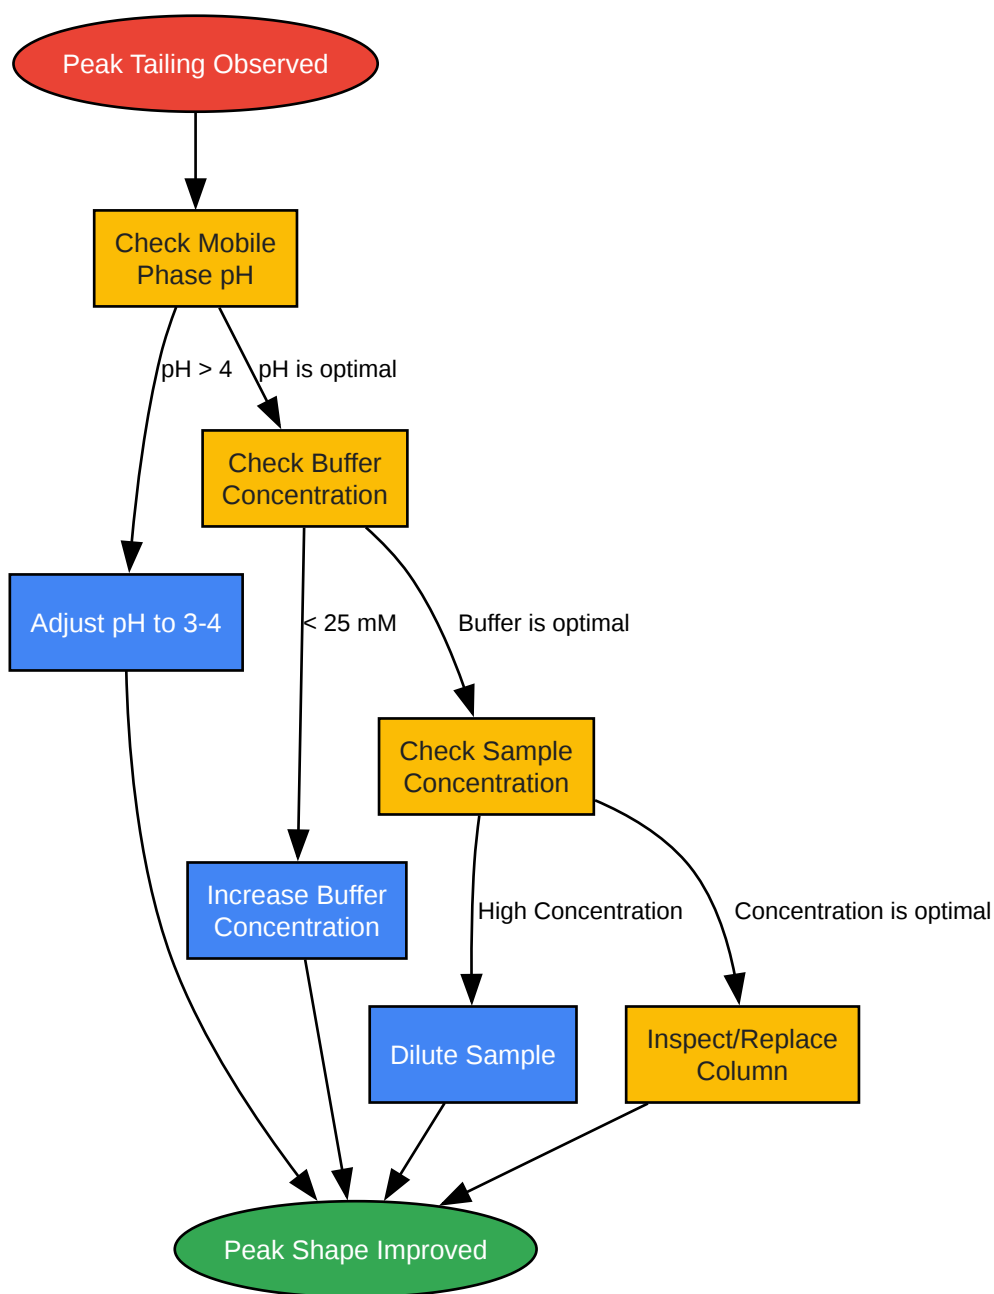 Peak Tailing Observed
Check Mobile
Phase pH
pH > 4
pH is optimal
Check Buffer
Concentration
Adjust pH to 3-4
< 25 mM
Buffer is optimal
Check Sample
Concentration
Increase Buffer
Concentration
High Concentration
Concentration is optimal
Dilute Sample
Inspect/Replace
Column
Peak Shape Improved